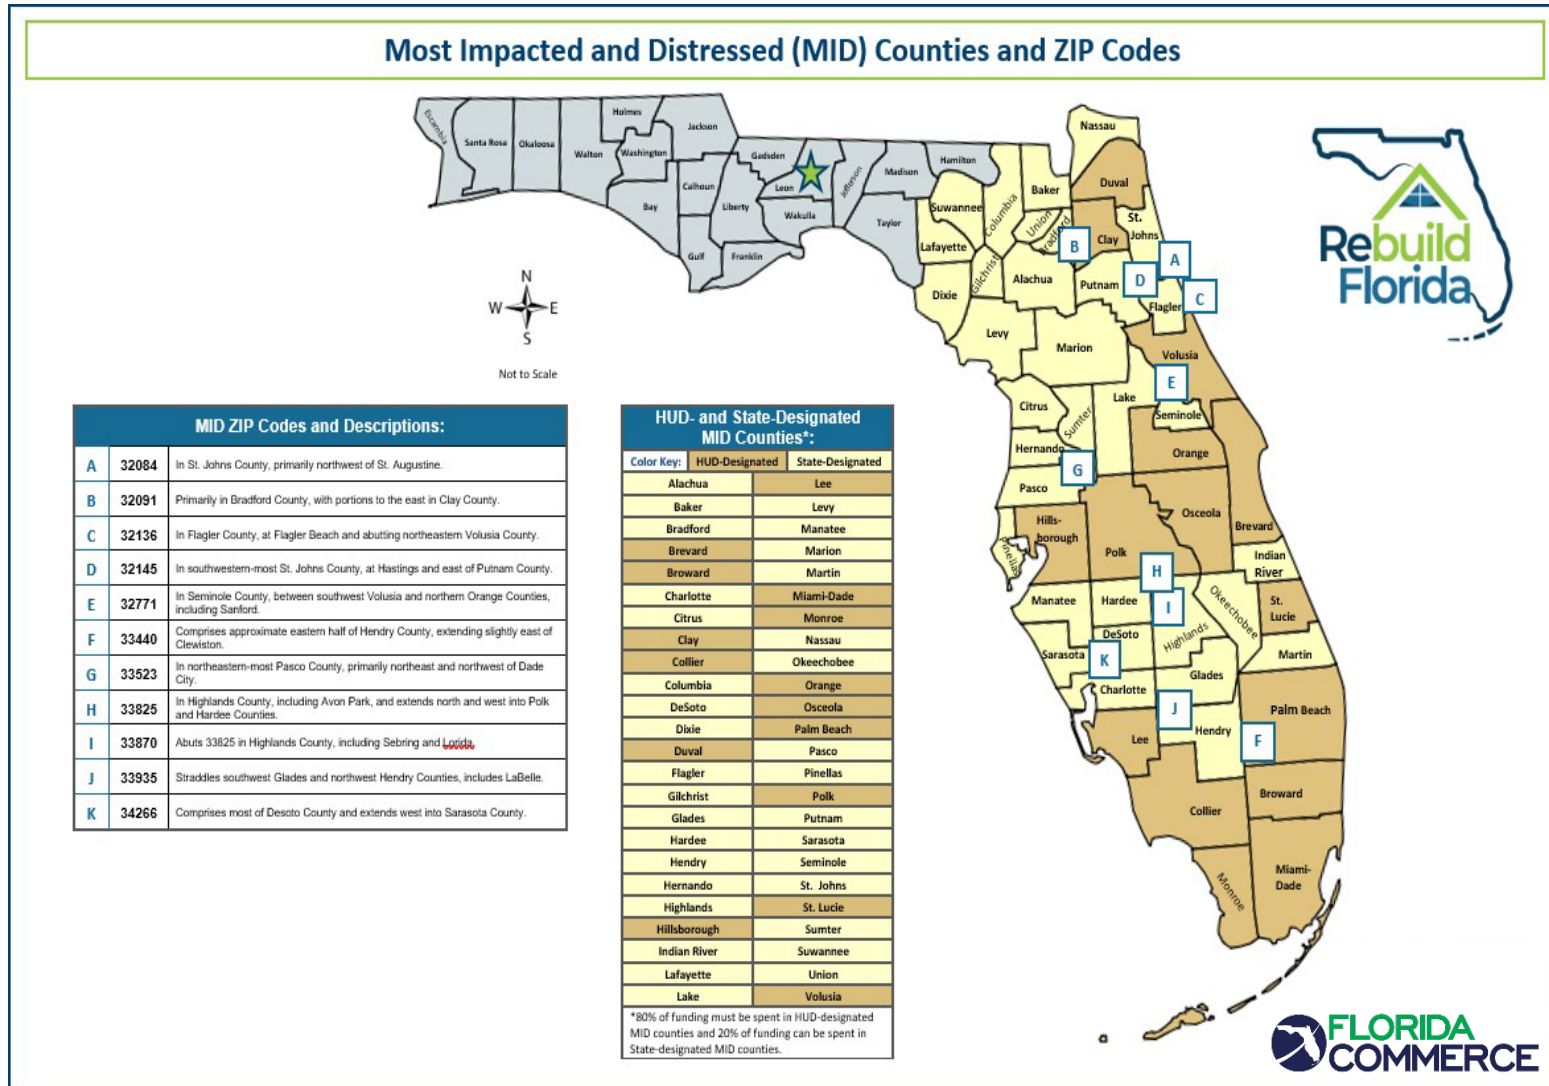 Most Impacted and Distressed (MID) Counties and ZIP Codes
Escambia
Santa Rosa
Okaloosa
Walton
Holmes
Washington
Jackson
Bay
Calhoun
Gulf
Liberty
Gadsden
Leon
Franklin
Wakulla
Jefferson
Madison
Taylor
Hamilton
Suwannee
Lafayette
Dixie
Columbia
Gilchrist
Baker
Union
Bradford
Nassau
Duval
Clay
St.
Johns
Alachua
Putnam
Flagler
Levy
Marion
Volusia
Citrus
Sumter
Lake
Seminole
Hernando
Orange
Pasco
Pinellas
Hills-
borough
Polk
Osceola
Brevard
Indian
River
Manatee
Hardee
Highlands
Okeechobee
St.
Lucie
Sarasota
DeSoto
Martin
Charlotte
Glades
Lee
Hendry
Palm Beach
Collier
Broward
Monroe
Miami-
Dade
A
B
C
D
E
F
G
H
I
J
K
Rebuild
Florida
N
W E
S
Not to Scale
MID ZIP Codes and Descriptions:
A 32084 In St. Johns County, primarily northwest of St. Augustine.
B 32091 Primarily in Bradford County, with portions to the east in Clay County.
C 32136 In Flagler County, at Flagler Beach and abutting northeastern Volusia County.
D 32145 In southwestern-most St. Johns County, at Hastings and east of Putnam County.
E 32771 In Seminole County, between southwest Volusia and northern Orange Counties,
including Sanford.
F 33440 Comprises approximate eastern half of Hendry County, extending slightly east of
Clewiston.
G 33523 In northeastern-most Pasco County, primarily northeast and northwest of Dade
City.
H 33825 In Highlands County, including Avon Park, and extends north and west into Polk
and Hardee Counties.
I 33870 Abuts 33825 in Highlands County, including Sebring and Lorida.
J 33935 Straddles southwest Glades and northwest Hendry Counties, includes LaBelle.
K 34266 Comprises most of Desoto County and extends west into Sarasota County.
HUD- and State-Designated
MID Counties*:
Color Key: HUD-Designated State-Designated
Alachua Lee
Baker Levy
Bradford Manatee
Brevard Marion
Broward Martin
Charlotte Miami-Dade
Citrus Monroe
Clay Nassau
Collier Okeechobee
Columbia Orange
DeSoto Osceola
Dixie Palm Beach
Duval Pasco
Flagler Pinellas
Gilchrist Polk
Glades Putnam
Hardee Sarasota
Hendry Seminole
Hernando St. Johns
Highlands St. Lucie
Hillsborough Sumter
Indian River Suwannee
Lafayette Union
Lake Volusia
*80% of funding must be spent in HUD-designated
MID counties and 20% of funding can be spent in
State-designated MID counties.
FLORIDA
COMMERCE